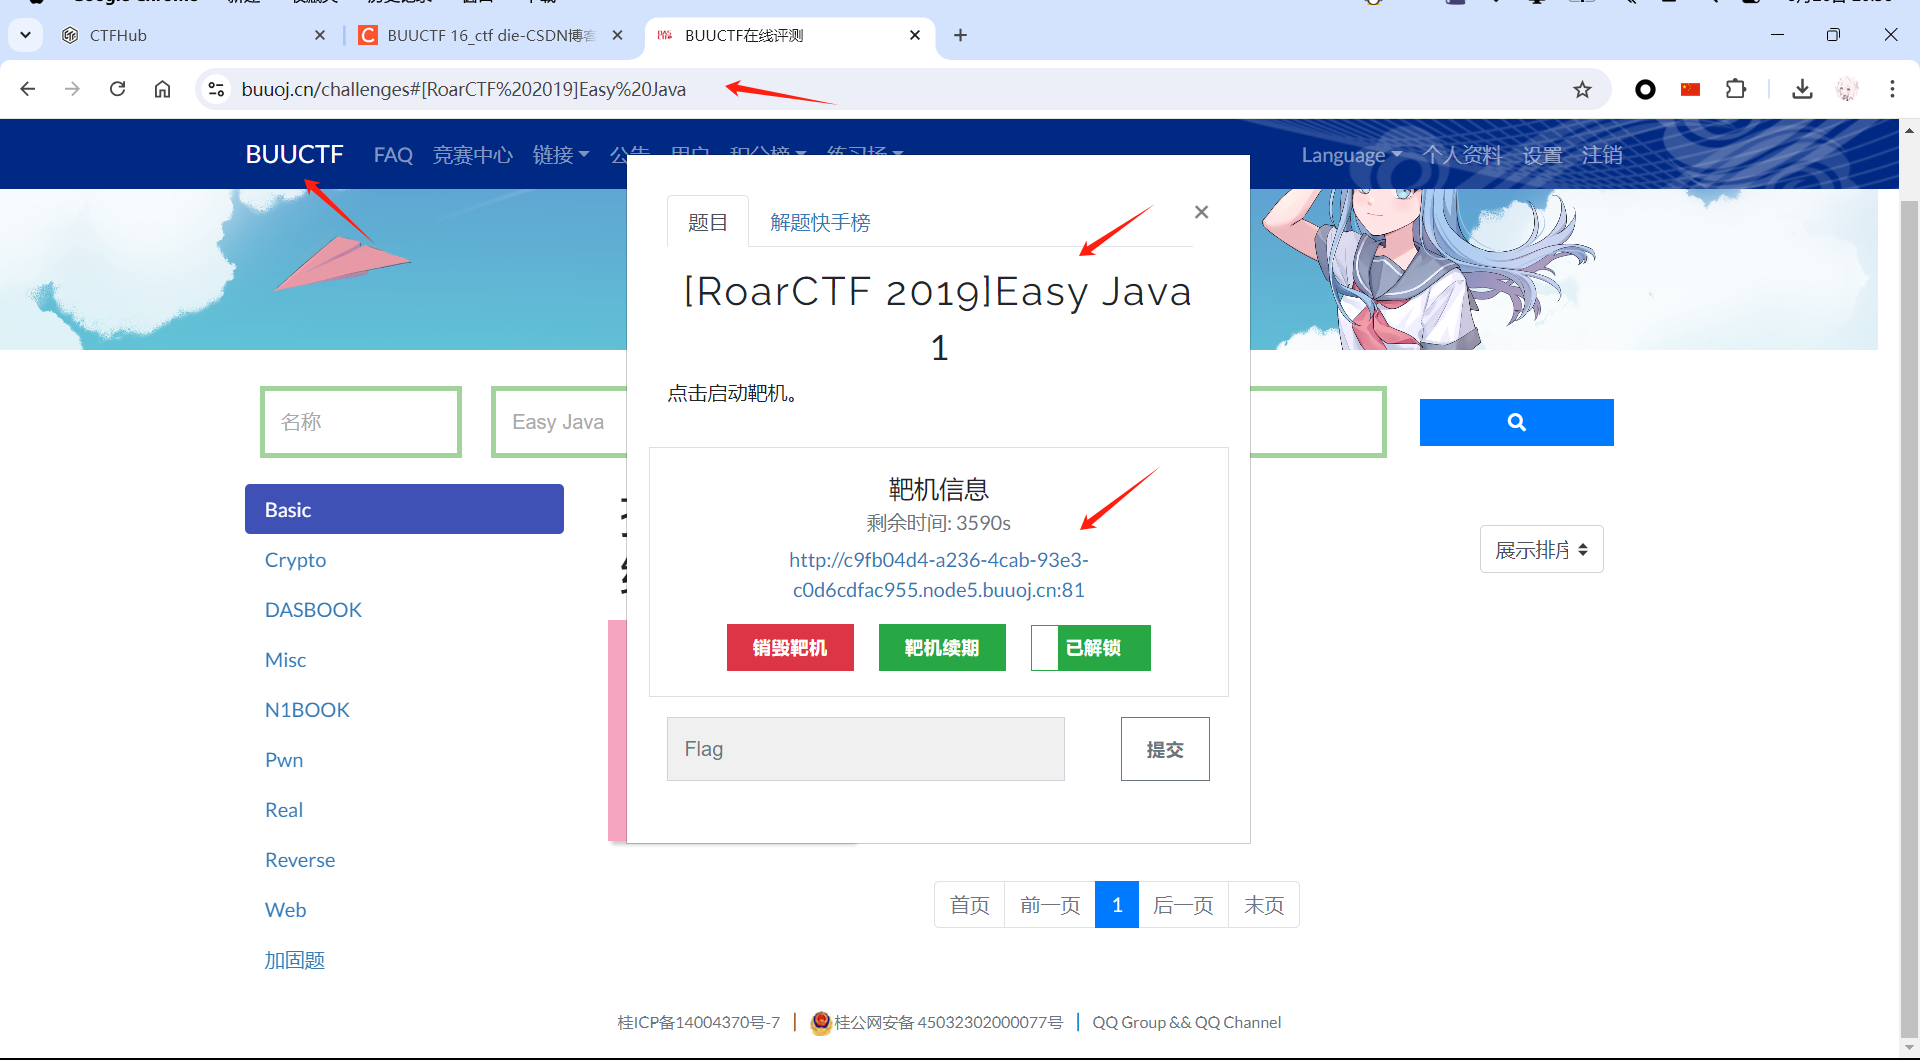 Google Chrome
CTFHub
BUUCTF 16_ctf die-CSDN博客
BUUCTF在线评测
buuoj.cn/challenges#[RoarCTF%202019]Easy%20Java
BUUCTF
FAQ
竞赛中心
链接
公告
用户
积分榜
练习场
Language
个人资料
设置
注销
题目
解题快手榜
×
[RoarCTF 2019]Easy Java
1
点击启动靶机。
名称
Easy Java
靶机信息
剩余时间: 3590s
http://c9fb04d4-a236-4cab-93e3-
c0d6cdfac955.node5.buuoj.cn:81
销毁靶机
靶机续期
已解锁
Flag
提交
展示排序
Basic
Crypto
DASBOOK
Misc
N1BOOK
Pwn
Real
Reverse
Web
加固题
首页
前一页
1
后一页
末页
桂ICP备14004370号-7 | 桂公网安备 45032302000077号 | QQ Group && QQ Channel